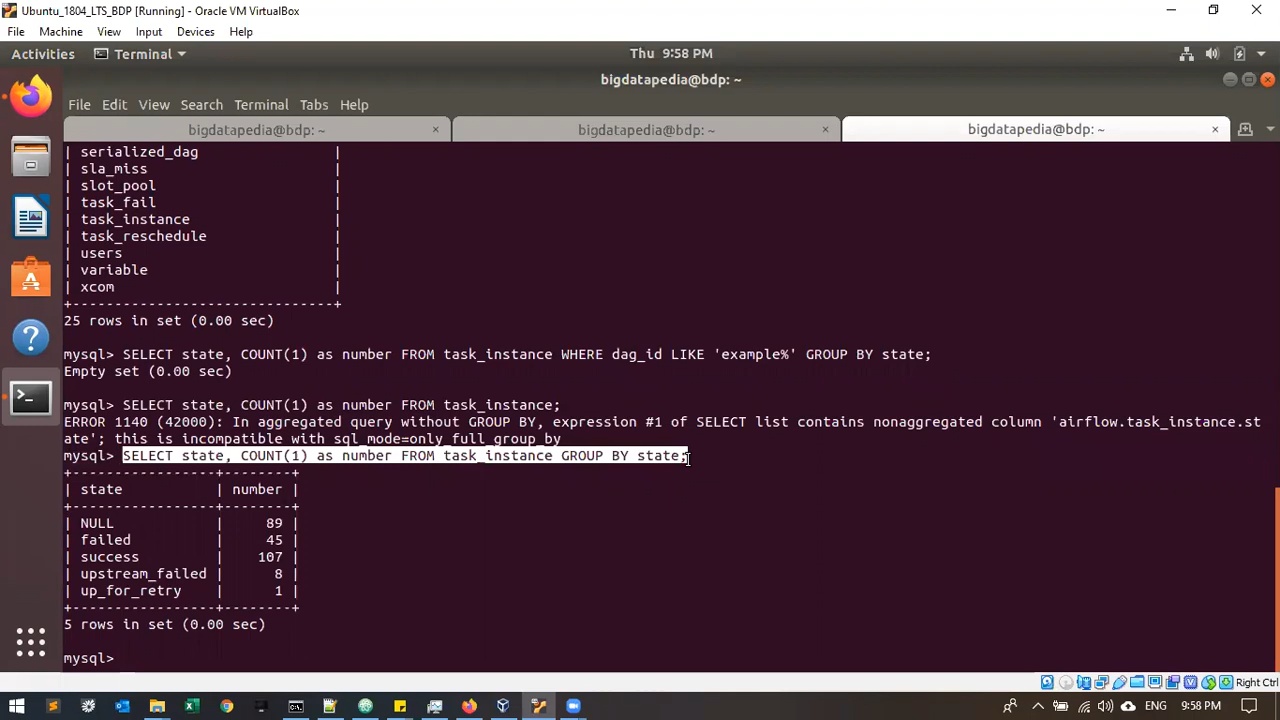 Ubuntu_1804_LTS_BDP [Running] - Oracle VM VirtualBox
File Machine View Input Devices Help
Activities Terminal Thu 9:58 PM
bigdatapedia@bdp: ~
File Edit View Search Terminal Tabs Help
bigdatapedia@bdp: ~ × bigdatapedia@bdp: ~ × bigdatapedia@bdp: ~ ×
| serialized_dag |
| sla_miss |
| slot_pool |
| task_fail |
| task_instance |
| task_reschedule |
| users |
| variable |
| xcom |
+-------------------------------+
25 rows in set (0.00 sec)
mysql> SELECT state, COUNT(1) as number FROM task_instance WHERE dag_id LIKE 'example%' GROUP BY state;
Empty set (0.00 sec)
mysql> SELECT state, COUNT(1) as number FROM task_instance;
ERROR 1140 (42000): In aggregated query without GROUP BY, expression #1 of SELECT list contains nonaggregated column 'airflow.task_instance.st
ate'; this is incompatible with sql_mode=only_full_group_by
mysql> SELECT state, COUNT(1) as number FROM task_instance GROUP BY state;
+-----------------+--------+
| state | number |
+-----------------+--------+
| NULL | 89 |
| failed | 45 |
| success | 107 |
| upstream_failed | 8 |
| up_for_retry | 1 |
+-----------------+--------+
5 rows in set (0.00 sec)
mysql>
Right Ctrl
ENG 9:58 PM